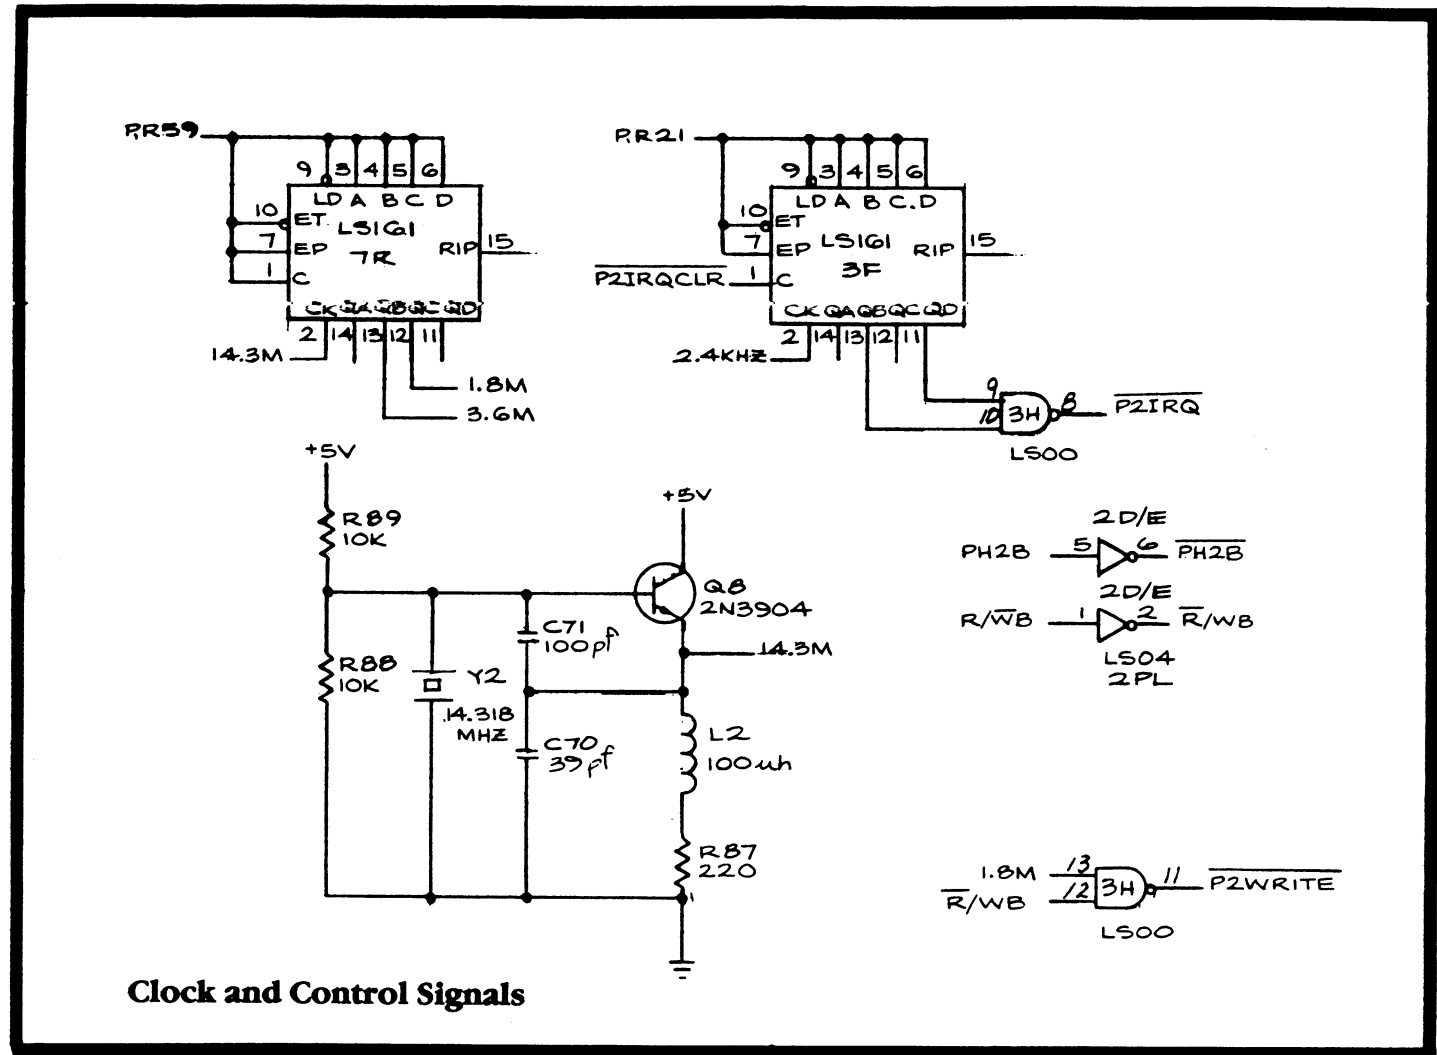 P,R59
9 3 4 5 6
LD A B C D
10 ET
LS161
7 EP
7R
RIP 15
1 C
CK QA QB QC QD
2 14 13 12 11
14.3M
1.8M
3.6M
P,R21
9 3 4 5 6
LD A B C.D
10 ET
LS161
7 EP
3F
RIP 15
P2IRQCLR 1 C
CK QA QB QC QD
2 14 13 12 11
2.4KHZ
9
10 3H 8 P2IRQ
LS00
+5V
R89
10K
R88
10K
Y2
14.318
MHZ
C71
100pf
C70
39pf
+5V
Q8
2N3904
14.3M
L2
100uh
R87
220
2D/E
PH2B 5 6 PH2B
2D/E
R/WB 1 2 R/WB
LS04
2PL
1.8M 13
R/WB 12 3H 11 P2WRITE
LS00
Clock and Control Signals